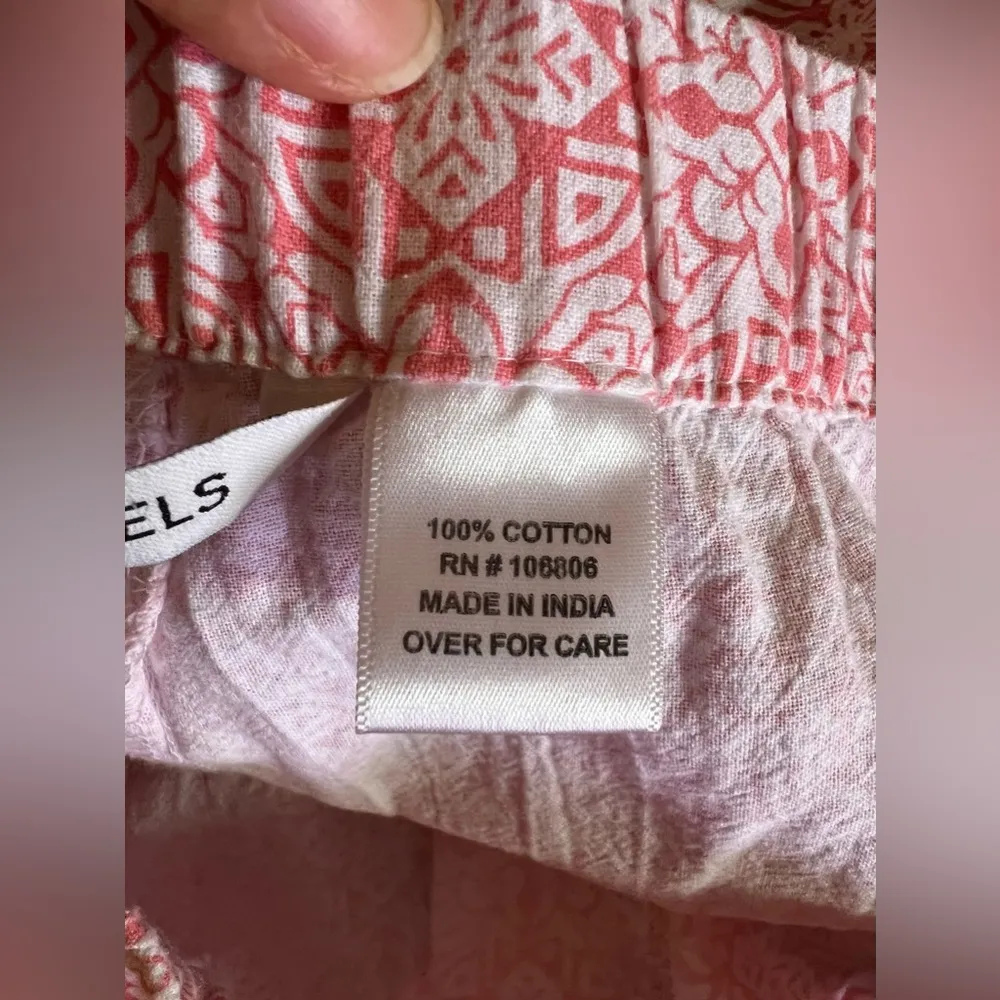 ELS
100% COTTON
RN # 106806
MADE IN INDIA
OVER FOR CARE